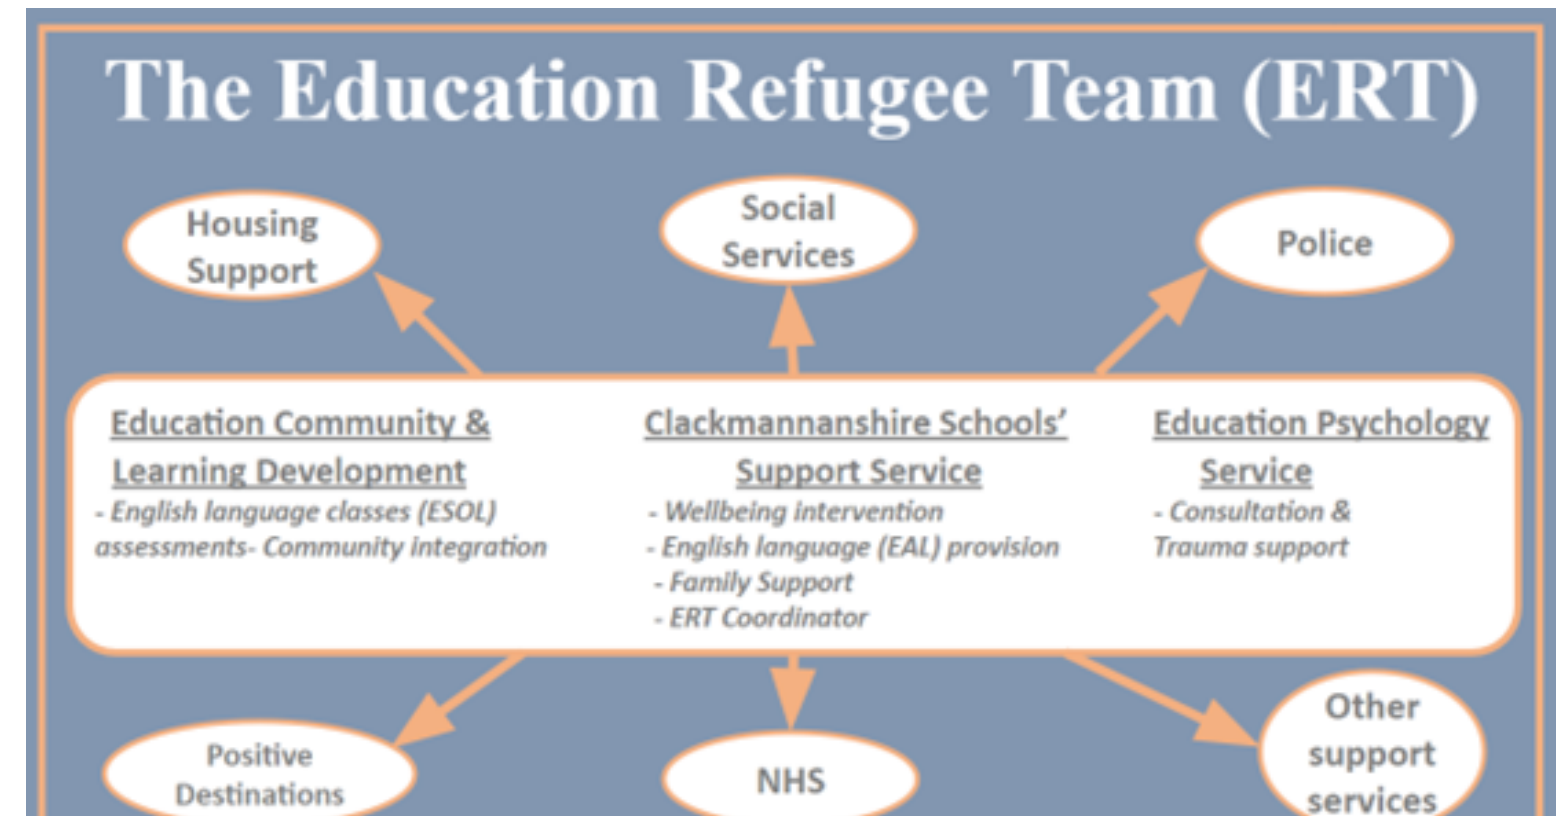 The Education Refugee Team (ERT)
Housing
Support
Social
Services
Police
Education Community &
Learning Development
- English language classes (ESOL)
assessments- Community integration
Clackmannanshire Schools’
Support Service
- Wellbeing intervention
- English language (EAL) provision
- Family Support
- ERT Coordinator
Education Psychology
Service
- Consultation &
Trauma support
Positive
Destinations
NHS
Other
support
services